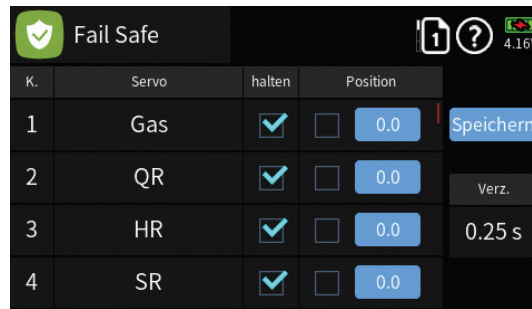 Fail Safe 1 ? 4.16V
K. Servo halten Position
1 Gas 0.0 Speichern
2 QR 0.0
Verz.
3 HR 0.0 0.25 s
4 SR 0.0